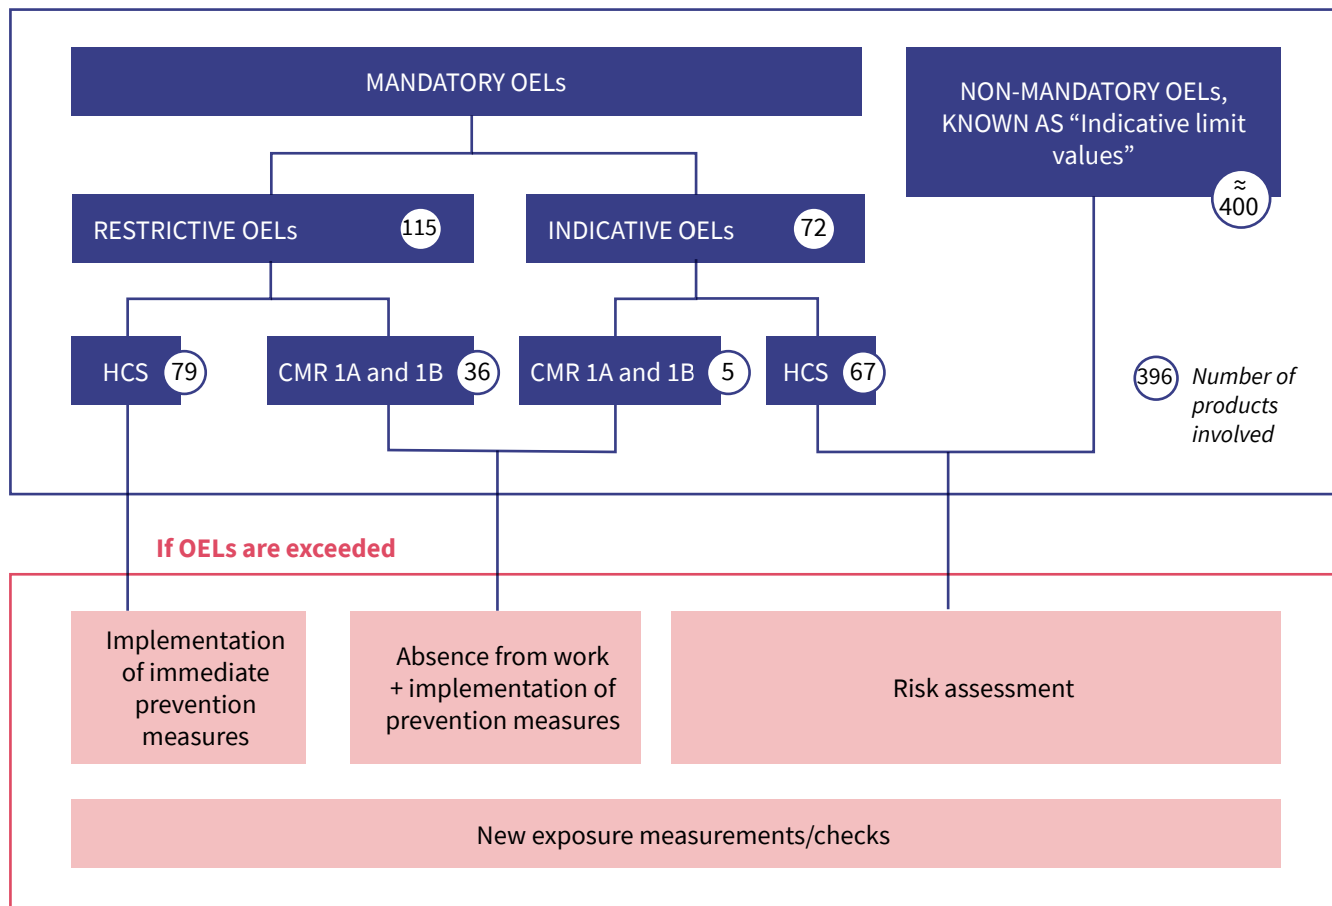 MANDATORY OELs
NON-MANDATORY OELs,
KNOWN AS “Indicative limit
values”
≈
400
RESTRICTIVE OELs
115
INDICATIVE OELs
72
HCS
79
CMR 1A and 1B
36
CMR 1A and 1B
5
HCS
67
396
Number of
products
involved
If OELs are exceeded
Implementation
of immediate
prevention
measures
Absence from work
+ implementation of
prevention measures
Risk assessment
New exposure measurements/checks